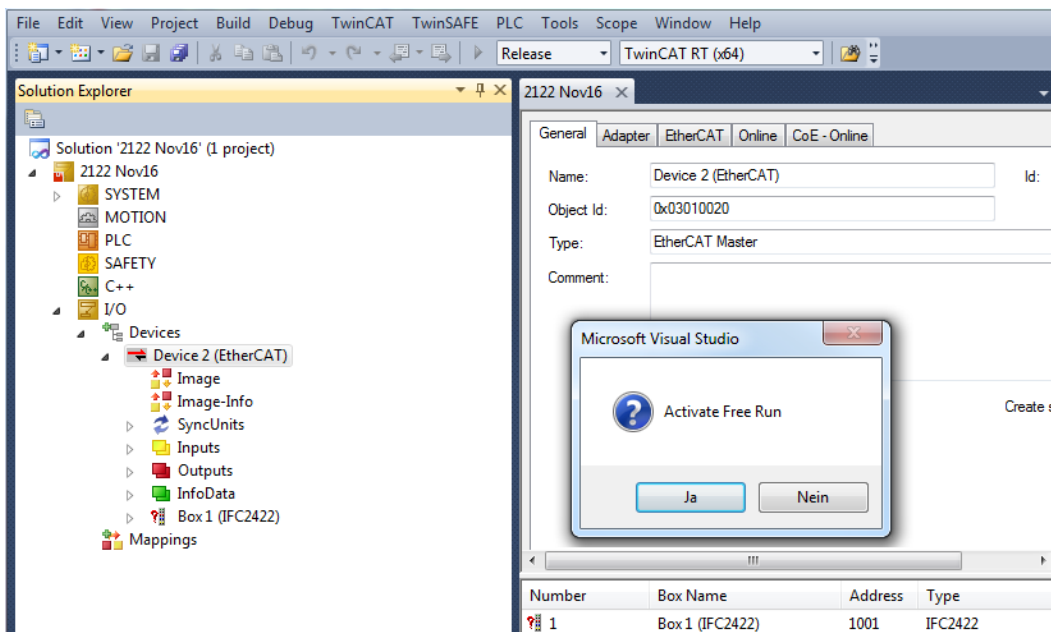 File Edit View Project Build Debug TwinCAT TwinSAFE PLC Tools Scope Window Help
Release TwinCAT RT (x64)
Solution Explorer
2122 Nov16
General Adapter EtherCAT Online CoE - Online
Solution '2122 Nov16' (1 project)
2122 Nov16
SYSTEM
MOTION
PLC
SAFETY
C++
I/O
Devices
Device 2 (EtherCAT)
Image
Image-Info
SyncUnits
Inputs
Outputs
InfoData
Box 1 (IFC2422)
Mappings
Name: Device 2 (EtherCAT) Id:
Object Id: 0x03010020
Type: EtherCAT Master
Comment:
Microsoft Visual Studio
Activate Free Run
Ja Nein
Create s
Number Box Name Address Type
1 Box 1 (IFC2422) 1001 IFC2422